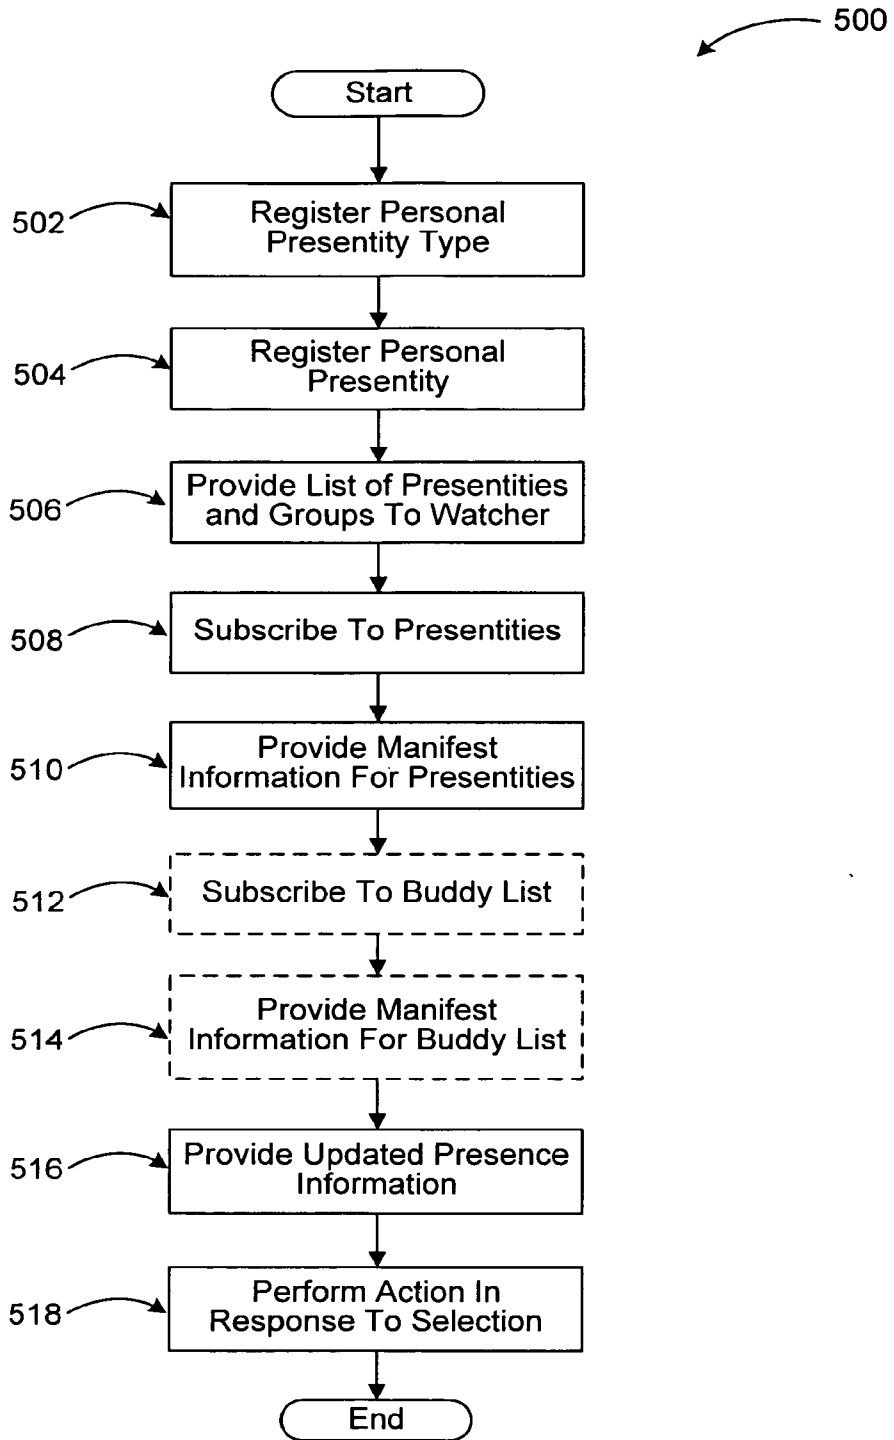 500
Start
502
Register Personal
Presentity Type
504
Register Personal
Presentity
506
Provide List of Presentities
and Groups To Watcher
508
Subscribe To Presentities
510
Provide Manifest
Information For Presentities
512
Subscribe To Buddy List
514
Provide Manifest
Information For Buddy List
516
Provide Updated Presence
Information
518
Perform Action In
Response To Selection
End